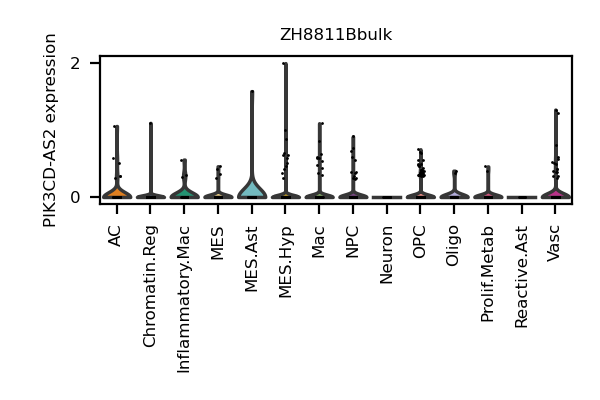 ZH8811Bbulk
PIK3CD-AS2 expression
2
0
AC
Chromatin.Reg
Inflammatory.Mac
MES
MES.Ast
MES.Hyp
Mac
NPC
Neuron
OPC
Oligo
Prolif.Metab
Reactive.Ast
Vasc